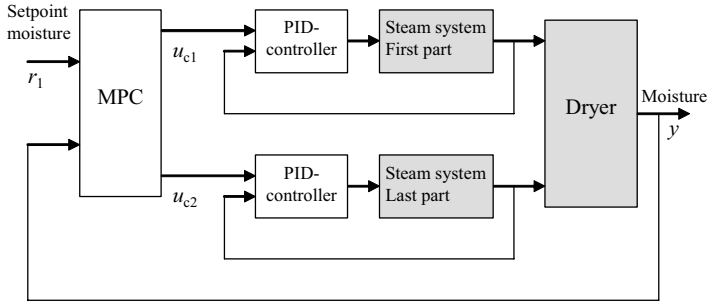 Setpoint
moisture
r1
MPC
uc1
PID-
controller
Steam system
First part
Dryer
Moisture
y
uc2
PID-
controller
Steam system
Last part